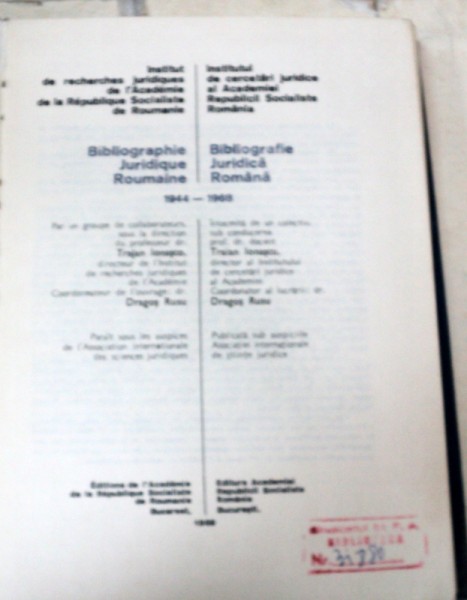 Institut
de recherches juridiques
de l'Académie
de la République Socialiste
de Roumanie
Institutul
de cercetări juridice
al Academiei
Republicii Socialiste
România
Bibliographie
Juridique
Roumaine
Bibliografie
Juridică
Română
1944 — 1968
Par un groupe de collaborateurs,
sous la direction
du professeur dr.
Traian Ionașcu,
directeur de l'Institut
de recherches juridiques
de l'Académie
Coordonnateur de l'ouvrage: dr.
Dragoș Rusu
Întocmită de un colectiv
sub conducerea
prof. dr. docent
Traian Ionașcu,
director al Institutului
de cercetări juridice
al Academiei
Coordonator al lucrării: dr.
Dragoș Rusu
Paraît sous les auspices
de l'Association internationale
des sciences juridiques
Publicată sub auspiciile
Asociației internaționale
de științe juridice
Éditions de l'Académie
de la République Socialiste
de Roumanie
Bucarest,
Editura Academiei
Republicii Socialiste
România
București,
BIBLIOTECA
Nr.